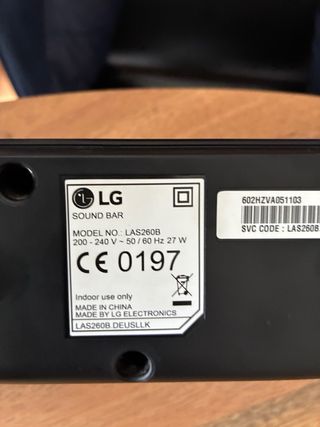 LG
SOUND BAR
MODEL NO.: LAS260B
200 - 240 V ~ 50 / 60 Hz 27 W
CE 0197
Indoor use only
MADE IN CHINA
MADE BY LG ELECTRONICS
LAS260B.DEUSLLK
602HZVA051103
SVC CODE : LAS260B